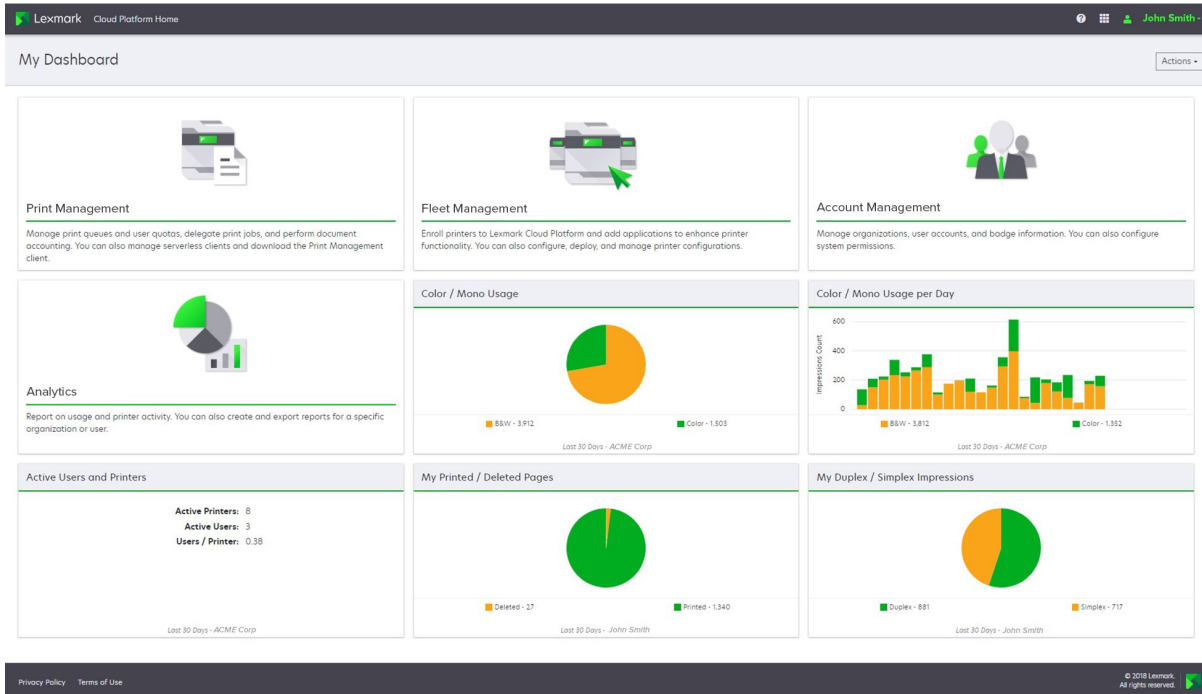 Lexmark Cloud Platform Home
John Smith -
My Dashboard
Actions
Print Management
Manage print queues and user quotas, delegate print jobs, and perform document
accounting. You can also manage serverless clients and download the Print Management
client.
Fleet Management
Enroll printers to Lexmark Cloud Platform and add applications to enhance printer
functionality. You can also configure, deploy, and manage printer configurations.
Account Management
Manage organizations, user accounts, and badge information. You can also configure
system permissions.
Analytics
Report on usage and printer activity. You can also create and export reports for a specific
organization or user.
Color / Mono Usage
B&W - 3,912
Color - 1,503
Last 30 Days - ACME Corp
Color / Mono Usage per Day
Impressions Count
600
400
200
0
B&W - 3,812
Color - 1,352
Last 30 Days - ACME Corp
Active Users and Printers
Active Printers: 8
Active Users: 3
Users / Printer: 0.38
Last 30 Days - ACME Corp
My Printed / Deleted Pages
Deleted - 27
Printed - 1,340
Last 30 Days - John Smith
My Duplex / Simplex Impressions
Duplex - 881
Simplex - 717
Last 30 Days - John Smith
Privacy Policy Terms of Use
© 2018 Lexmark.
All rights reserved.